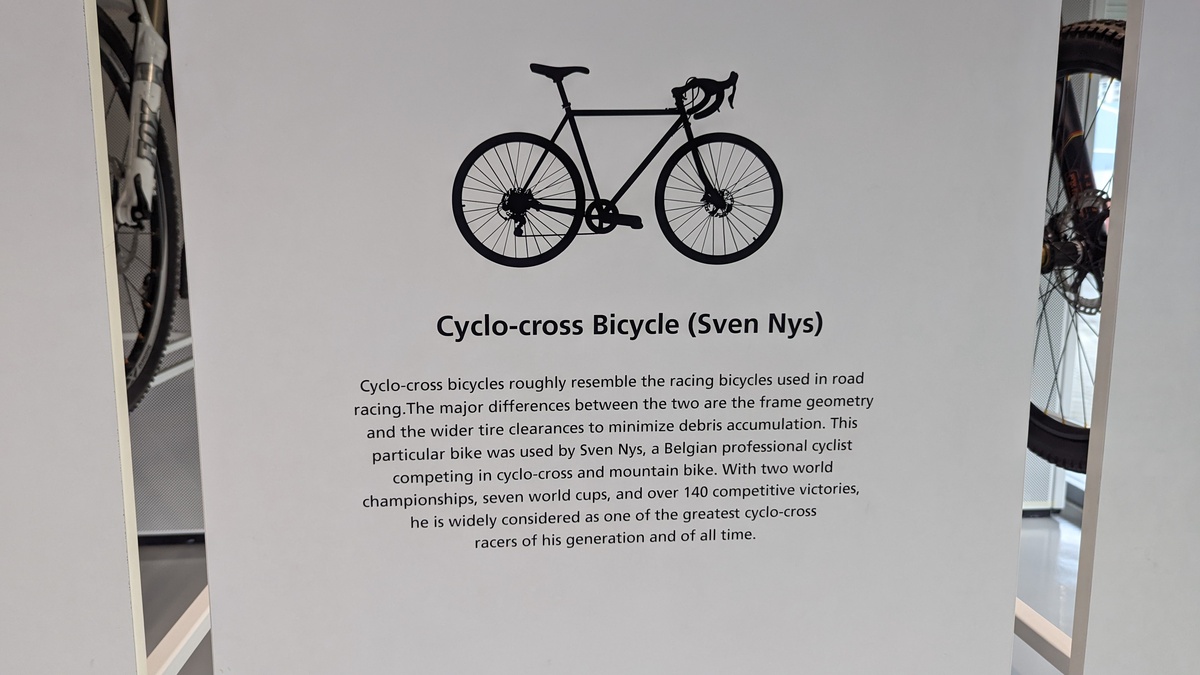 FOX
Cyclo-cross Bicycle (Sven Nys)
Cyclo-cross bicycles roughly resemble the racing bicycles used in road
racing.The major differences between the two are the frame geometry
and the wider tire clearances to minimize debris accumulation. This
particular bike was used by Sven Nys, a Belgian professional cyclist
competing in cyclo-cross and mountain bike. With two world
championships, seven world cups, and over 140 competitive victories,
he is widely considered as one of the greatest cyclo-cross
racers of his generation and of all time.